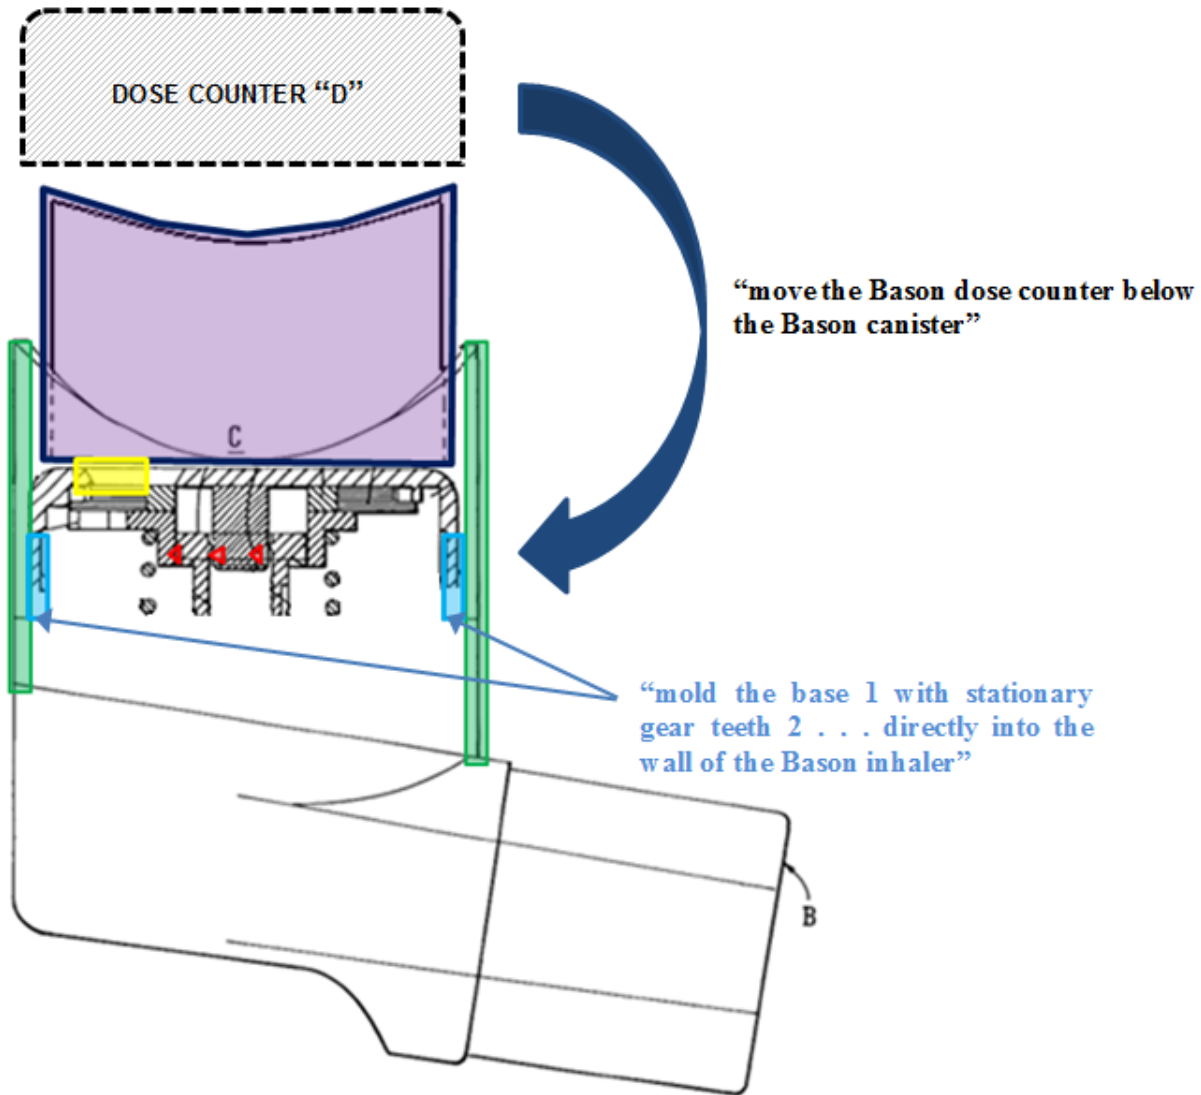 DOSE COUNTER “D”
“move the Bason dose counter below
the Bason canister”
C
“mold the base 1 with stationary
gear teeth 2 . . . directly into the
wall of the Bason inhaler”
B